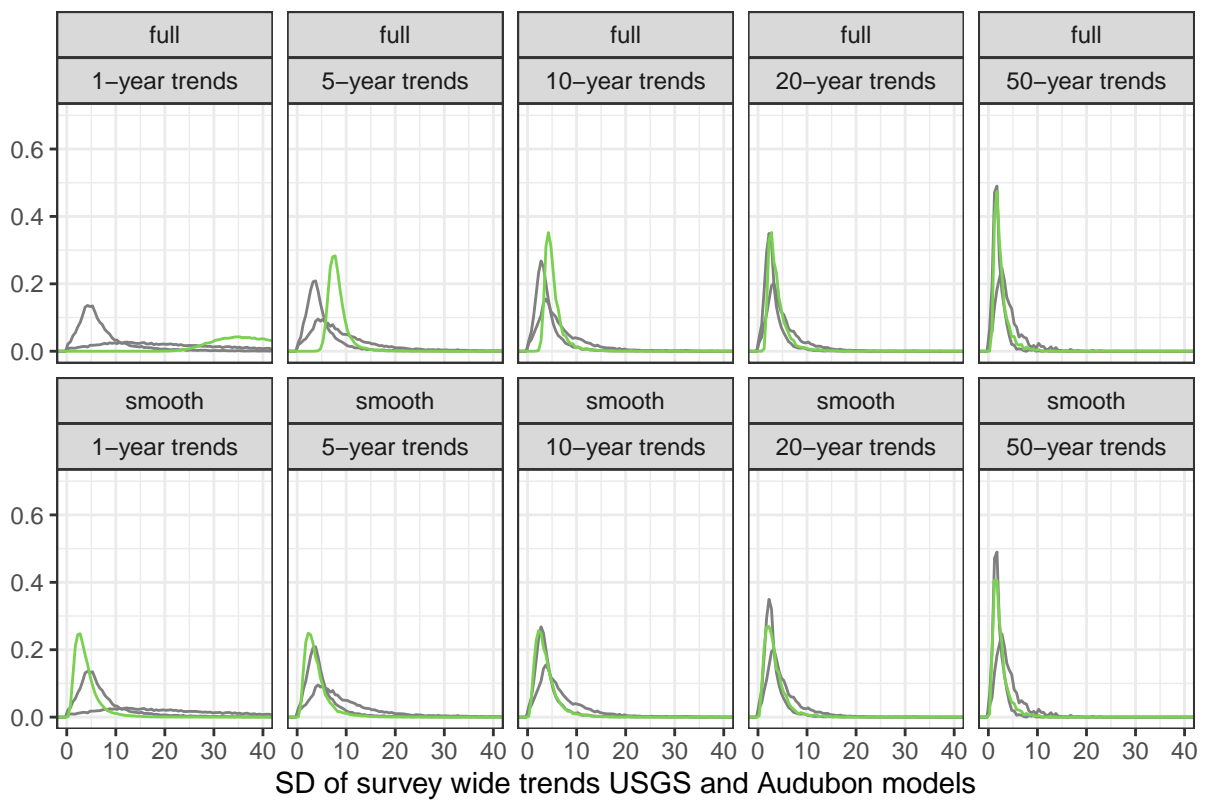 full full full full full
1−year trends 5−year trends 10−year trends 20−year trends 50−year trends
0.6
0.4
0.2
0.0
smooth smooth smooth smooth smooth
1−year trends 5−year trends 10−year trends 20−year trends 50−year trends
0.6
0.4
0.2
0.0
0 10 20 30 40 0 10 20 30 40 0 10 20 30 40 0 10 20 30 40 0 10 20 30 40
SD of survey wide trends USGS and Audubon models